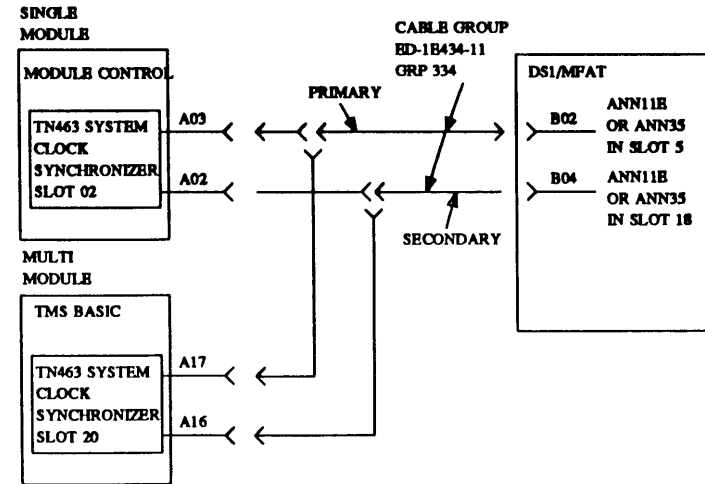 SINGLE
MODULE
MODULE CONTROL
TN463 SYSTEM
CLOCK
SYNCHRONIZER
SLOT 02
A03
A02
PRIMARY
CABLE GROUP
ED-1E434-11
GRP 334
SECONDARY
DS1/MFAT
B02
ANN11E
OR ANN35
IN SLOT 5
B04
ANN11E
OR ANN35
IN SLOT 18
MULTI
MODULE
TMS BASIC
TN463 SYSTEM
CLOCK
SYNCHRONIZER
SLOT 20
A17
A16